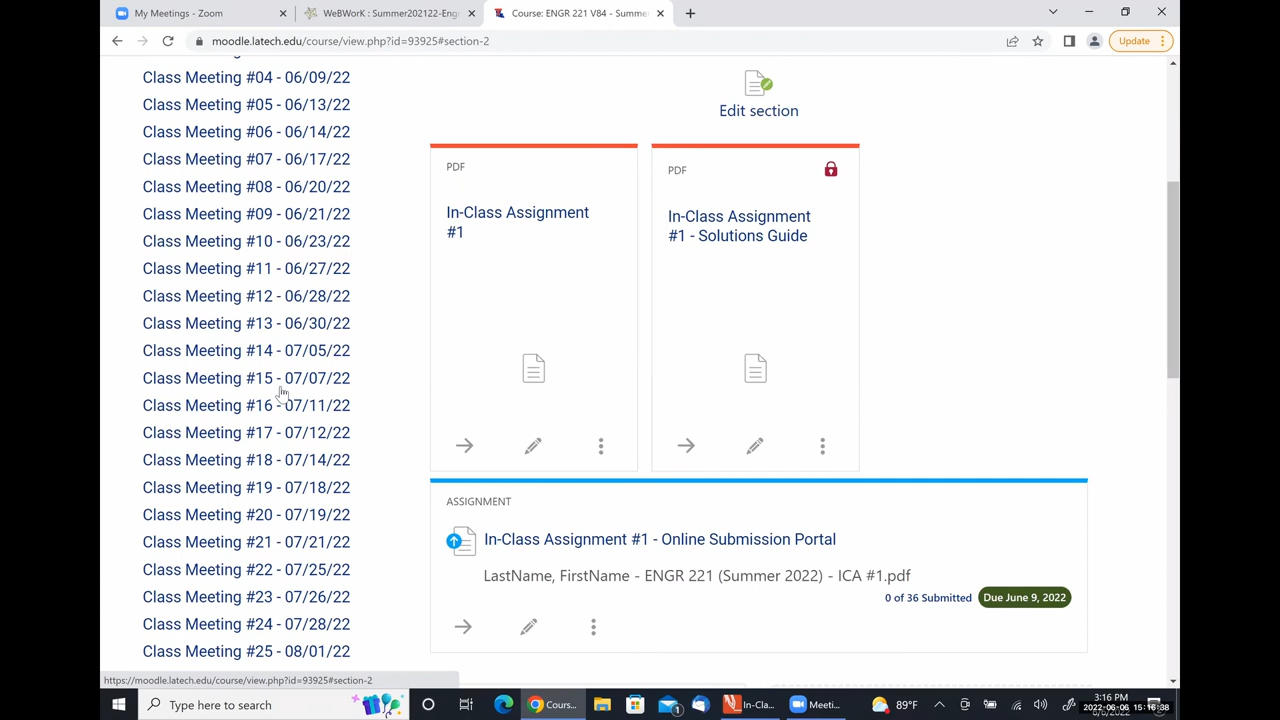 My Meetings - Zoom
WeBWorK : Summer202122-Eng
Course: ENGR 221 V84 - Summe
moodle.latech.edu/course/view.php?id=93925#section-2
Update
Class Meeting #04 - 06/09/22
Class Meeting #05 - 06/13/22
Class Meeting #06 - 06/14/22
Class Meeting #07 - 06/17/22
Class Meeting #08 - 06/20/22
Class Meeting #09 - 06/21/22
Class Meeting #10 - 06/23/22
Class Meeting #11 - 06/27/22
Class Meeting #12 - 06/28/22
Class Meeting #13 - 06/30/22
Class Meeting #14 - 07/05/22
Class Meeting #15 - 07/07/22
Class Meeting #16 - 07/11/22
Class Meeting #17 - 07/12/22
Class Meeting #18 - 07/14/22
Class Meeting #19 - 07/18/22
Class Meeting #20 - 07/19/22
Class Meeting #21 - 07/21/22
Class Meeting #22 - 07/25/22
Class Meeting #23 - 07/26/22
Class Meeting #24 - 07/28/22
Class Meeting #25 - 08/01/22
Edit section
PDF
In-Class Assignment
#1
PDF
In-Class Assignment
#1 - Solutions Guide
ASSIGNMENT
In-Class Assignment #1 - Online Submission Portal
LastName, FirstName - ENGR 221 (Summer 2022) - ICA #1.pdf
0 of 36 Submitted
Due June 9, 2022
https://moodle.latech.edu/course/view.php?id=93925#section-2
Type here to search
Cours...
1
In-Cla...
Meeti...
89°F
3:16 PM
2022-06-06 15:16:38